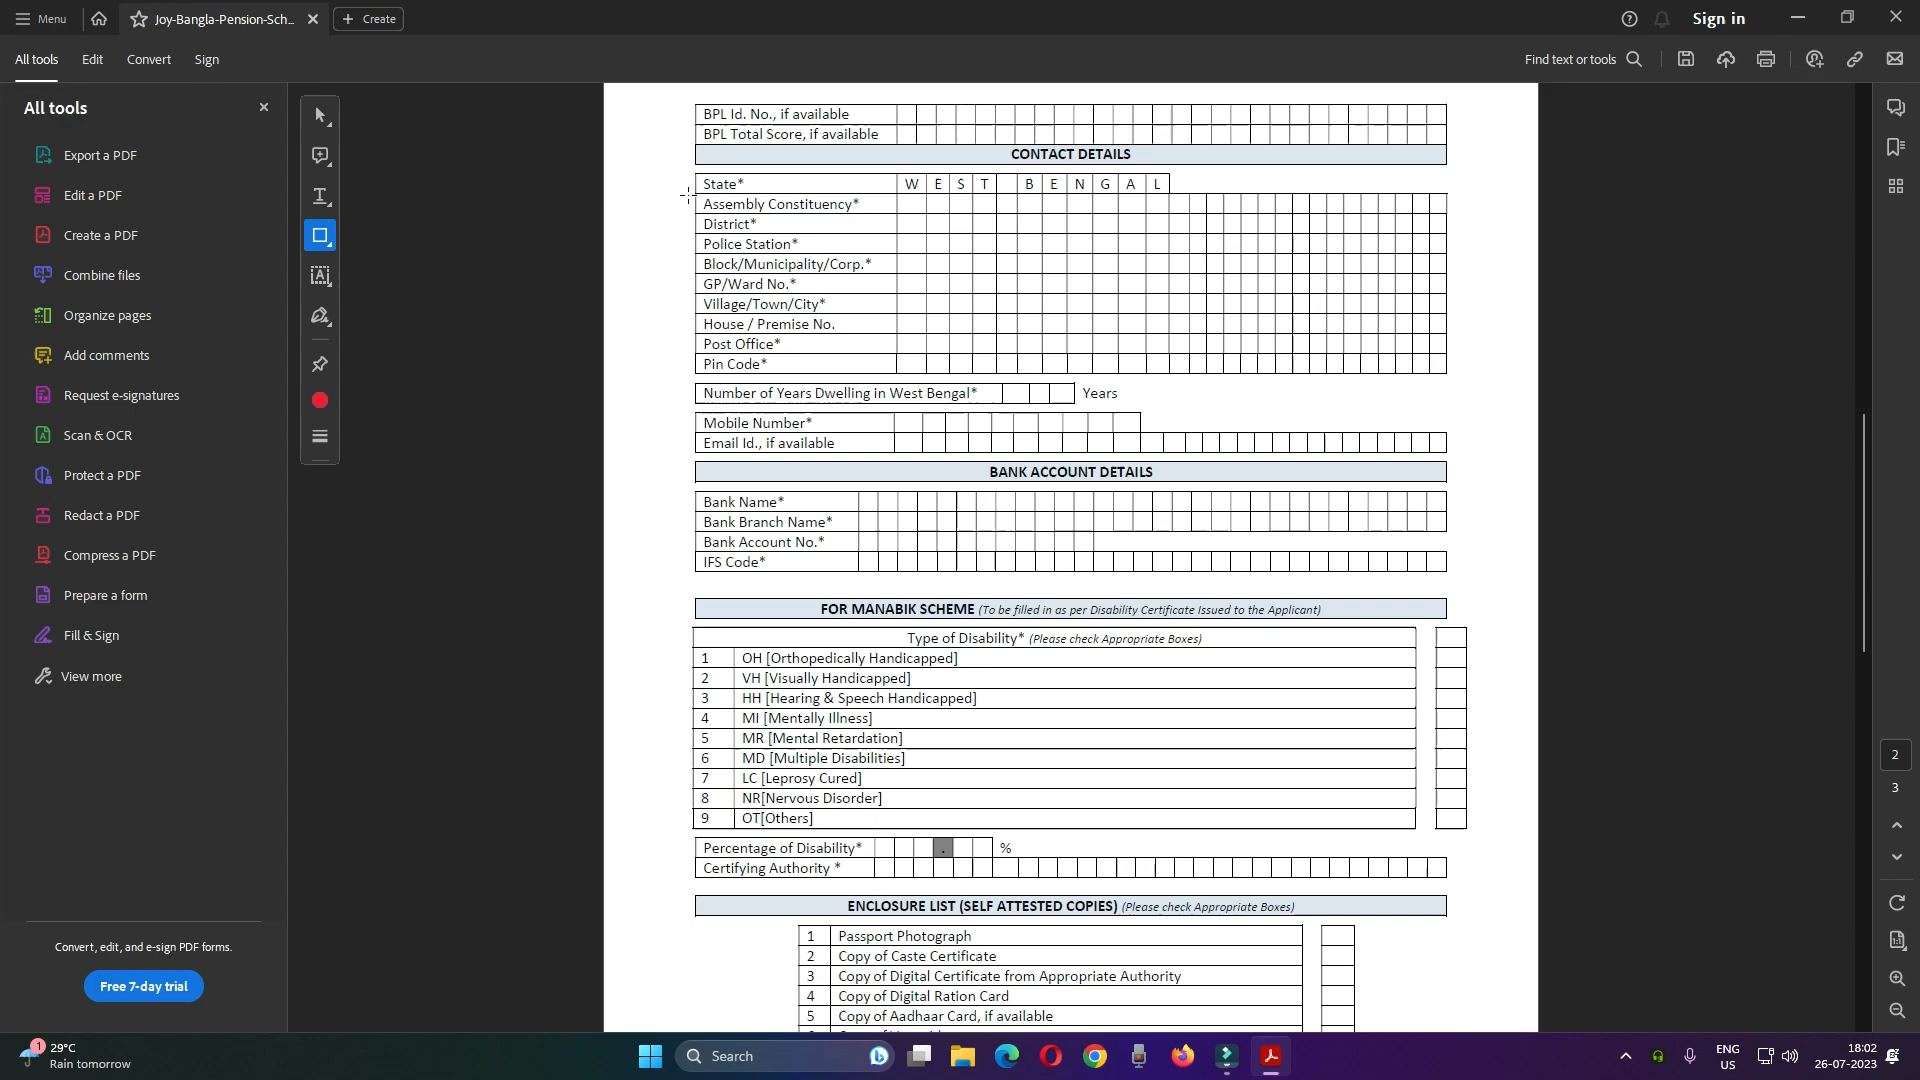 Menu
Joy-Bangla-Pension-Sch...
Create
Sign in
All tools
Edit
Convert
Sign
Find text or tools
All tools
Export a PDF
Edit a PDF
Create a PDF
Combine files
Organize pages
Add comments
Request e-signatures
Scan & OCR
Protect a PDF
Redact a PDF
Compress a PDF
Prepare a form
Fill & Sign
View more
Convert, edit, and e-sign PDF forms.
Free 7-day trial
BPL Id. No., if available
BPL Total Score, if available
CONTACT DETAILS
State* W E S T B E N G A L
Assembly Constituency*
District*
Police Station*
Block/Municipality/Corp.*
GP/Ward No.*
Village/Town/City*
House / Premise No.
Post Office*
Pin Code*
Number of Years Dwelling in West Bengal* Years
Mobile Number*
Email Id., if available
BANK ACCOUNT DETAILS
Bank Name*
Bank Branch Name*
Bank Account No.*
IFS Code*
FOR MANABIK SCHEME (To be filled in as per Disability Certificate Issued to the Applicant)
Type of Disability* (Please check Appropriate Boxes)
1 OH [Orthopedically Handicapped]
2 VH [Visually Handicapped]
3 HH [Hearing & Speech Handicapped]
4 MI [Mentally Illness]
5 MR [Mental Retardation]
6 MD [Multiple Disabilities]
7 LC [Leprosy Cured]
8 NR[Nervous Disorder]
9 OT[Others]
Percentage of Disability* . %
Certifying Authority *
ENCLOSURE LIST (SELF ATTESTED COPIES) (Please check Appropriate Boxes)
1 Passport Photograph
2 Copy of Caste Certificate
3 Copy of Digital Certificate from Appropriate Authority
4 Copy of Digital Ration Card
5 Copy of Aadhaar Card, if available
2
3
1
29°C
Rain tomorrow
Search
ENG
US
18:02
26-07-2023